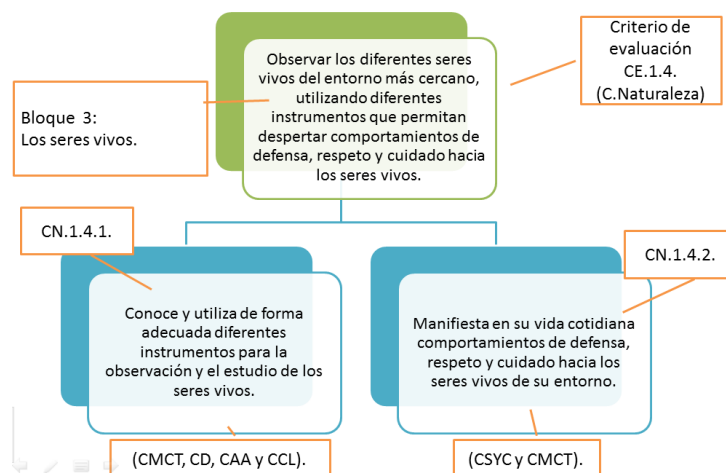 Observar los diferentes seres
vivos del entorno más cercano,
utilizando diferentes
instrumentos que permitan
despertar comportamientos de
defensa, respeto y cuidado hacia
los seres vivos.
Criterio de
evaluación
CE.1.4.
(C.Naturaleza)
Bloque 3:
Los seres vivos.
CN.1.4.1.
CN.1.4.2.
Conoce y utiliza de forma
adecuada diferentes
instrumentos para la
observación y el estudio de los
seres vivos.
Manifiesta en su vida cotidiana
comportamientos de defensa,
respeto y cuidado hacia los
seres vivos de su entorno.
(CMCT, CD, CAA y CCL).
(CSYC y CMCT).